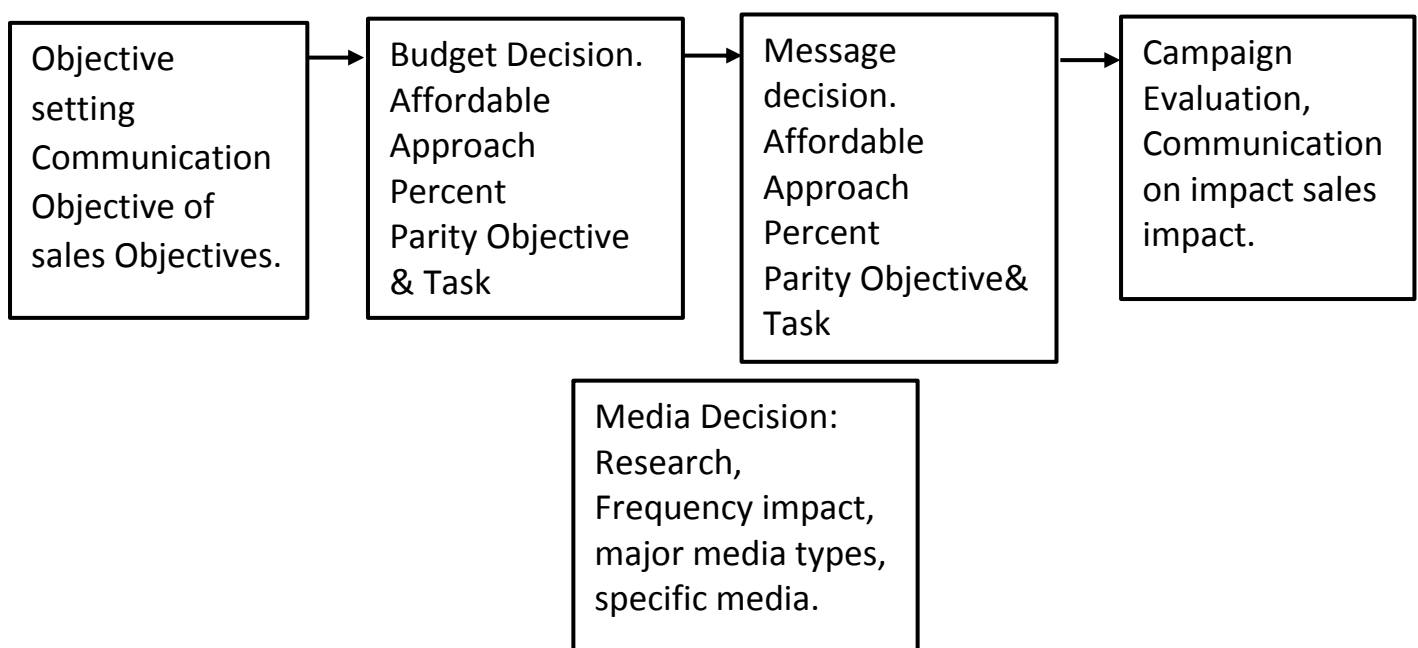 Objective
setting
Communication
Objective of
sales Objectives.
Budget Decision.
Affordable
Approach
Percent
Parity Objective
& Task
Message
decision.
Affordable
Approach
Percent
Parity Objective&
Task
Campaign
Evaluation,
Communication
on impact sales
impact.
Media Decision:
Research,
Frequency impact,
major media types,
specific media.